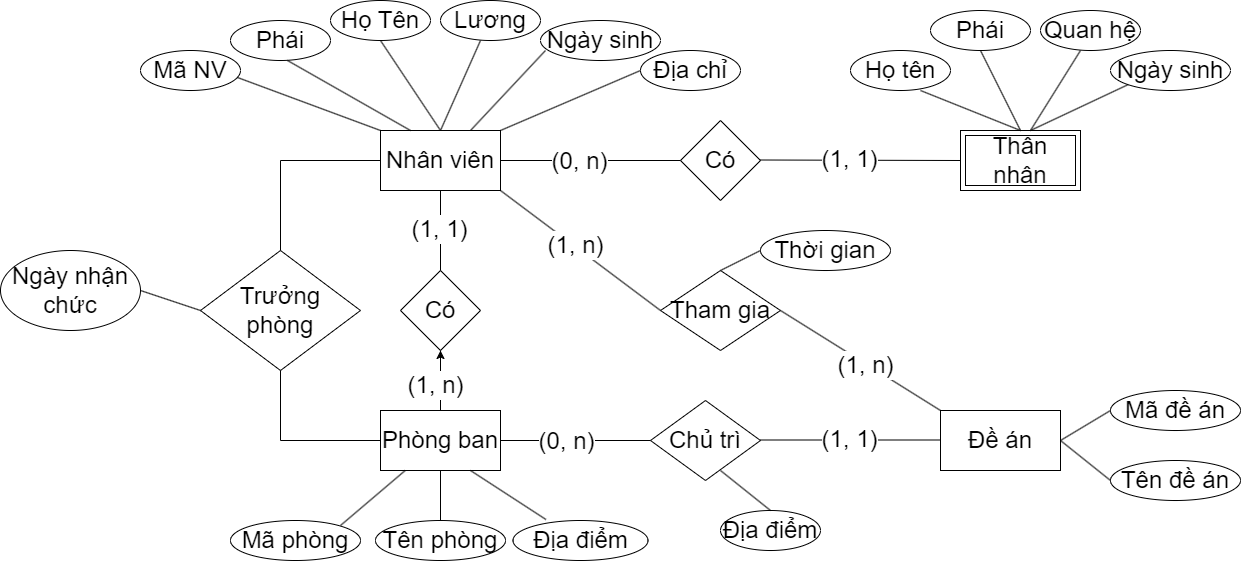 Họ Tên
Lương
Phái
Ngày sinh
Mã NV
Địa chỉ
Phái
Quan hệ
Họ tên
Ngày sinh
Nhân viên
(0, n)
Có
(1, 1)
Thân
nhân
(1, 1)
(1, n)
Thời gian
Ngày nhận
chức
Trưởng
phòng
Có
Tham gia
(1, n)
(1, n)
Phòng ban
(0, n)
Chủ trì
(1, 1)
Đề án
Mã đề án
Tên đề án
Mã phòng
Tên phòng
Địa điểm
Địa điểm